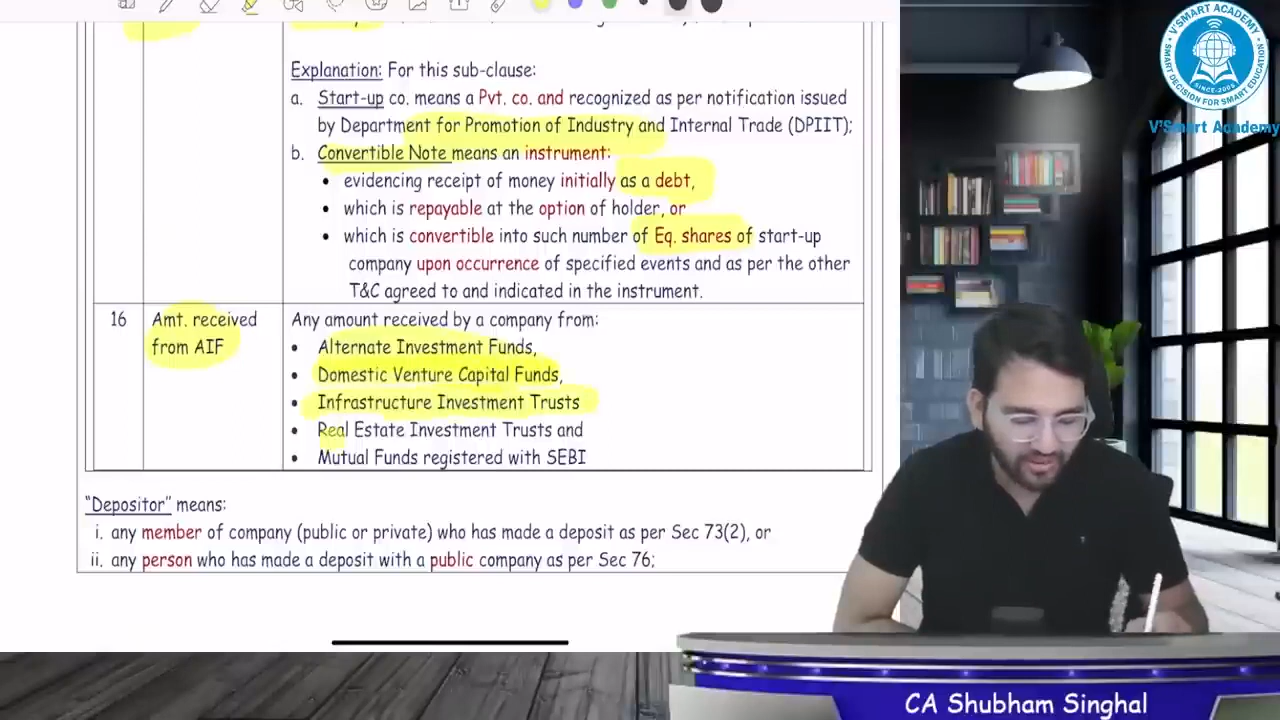 Explanation: For this sub-clause:
a. Start-up co. means a Pvt. co. and recognized as per notification issued
by Department for Promotion of Industry and Internal Trade (DPIIT);
b. Convertible Note means an instrument:
• evidencing receipt of money initially as a debt,
• which is repayable at the option of holder, or
• which is convertible into such number of Eq. shares of start-up
company upon occurrence of specified events and as per the other
T&C agreed to and indicated in the instrument.
16 Amt. received Any amount received by a company from:
from AIF • Alternate Investment Funds,
• Domestic Venture Capital Funds,
• Infrastructure Investment Trusts
• Real Estate Investment Trusts and
• Mutual Funds registered with SEBI
"Depositor" means:
i. any member of company (public or private) who has made a deposit as per Sec 73(2), or
ii. any person who has made a deposit with a public company as per Sec 76;
V'SMART ACADEMY
SMART DECISION FOR SMART EDUCATION
SINCE-2005
V'Smart Academy
CA Shubham Singhal